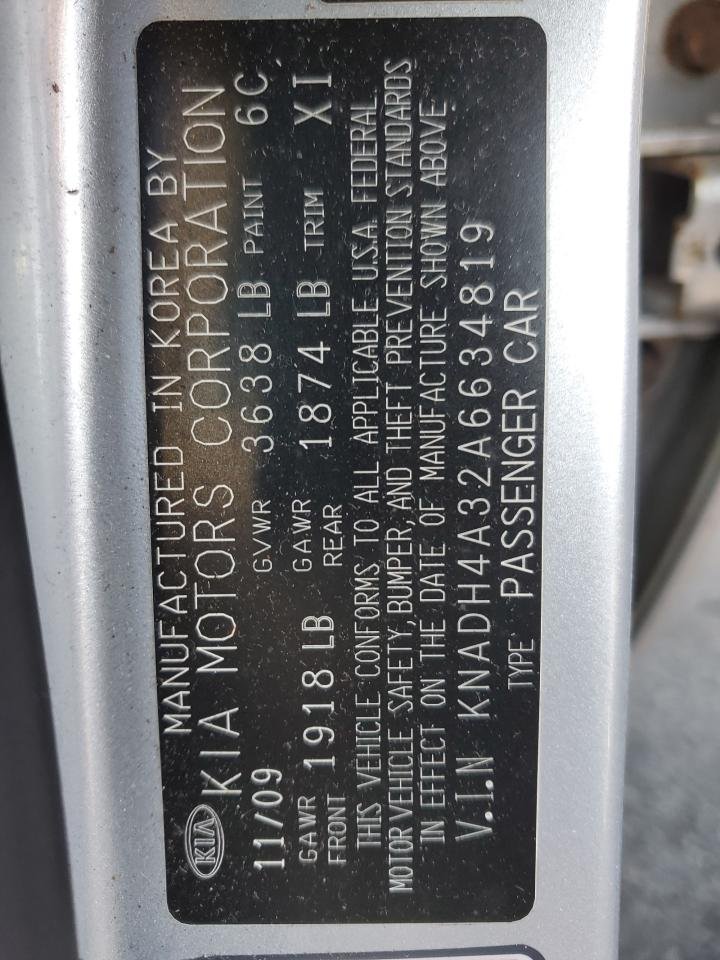 MANUFACTURED IN KOREA BY
KIA KIA MOTORS CORPORATION
11/09 GVWR 3638 LB PAINT 6C
GAWR FRONT 1918 LB GAWR REAR 1874 LB TRIM XI
THIS VEHICLE CONFORMS TO ALL APPLICABLE U.S.A FEDERAL
MOTOR VEHICLE SAFETY, BUMPER, AND THEFT PREVENTION STANDARDS
IN EFFECT ON THE DATE OF MANUFACTURE SHOWN ABOVE
V.I.N KNADH4A32A6634819
TYPE PASSENGER CAR